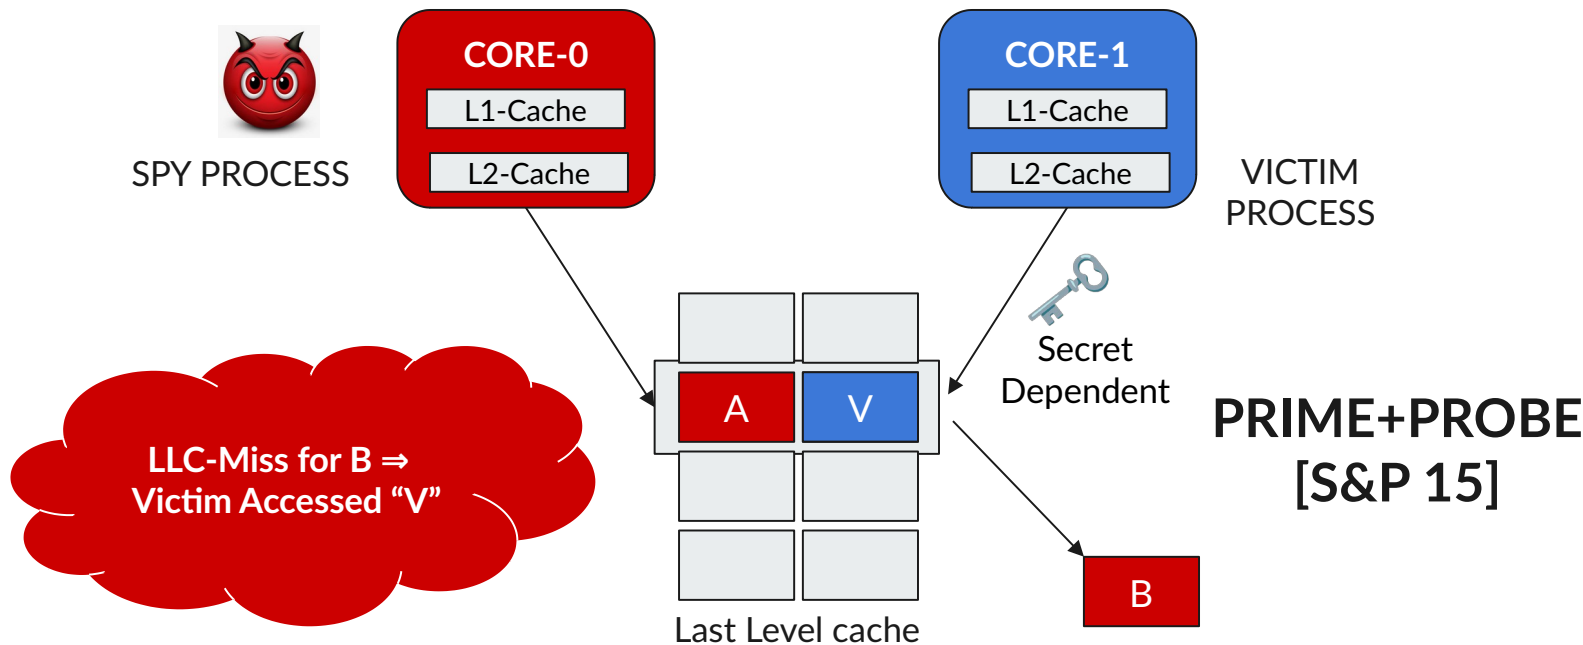 SPY PROCESS
CORE-0
L1-Cache
L2-Cache
CORE-1
L1-Cache
L2-Cache
VICTIM
PROCESS
Secret
Dependent
A
V
B
Last Level cache
LLC-Miss for B ⇒
Victim Accessed “V”
PRIME+PROBE
[S&P 15]